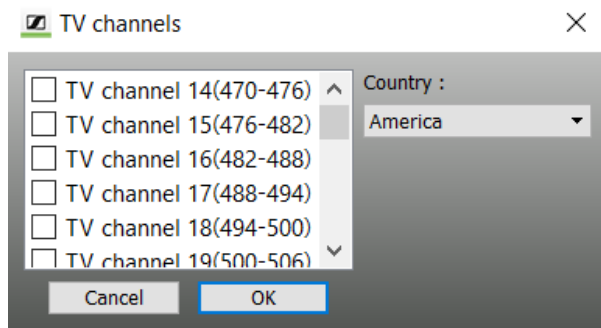 TV channels
TV channel 14(470-476)
TV channel 15(476-482)
TV channel 16(482-488)
TV channel 17(488-494)
TV channel 18(494-500)
TV channel 19(500-506)
Country :
America
Cancel
OK